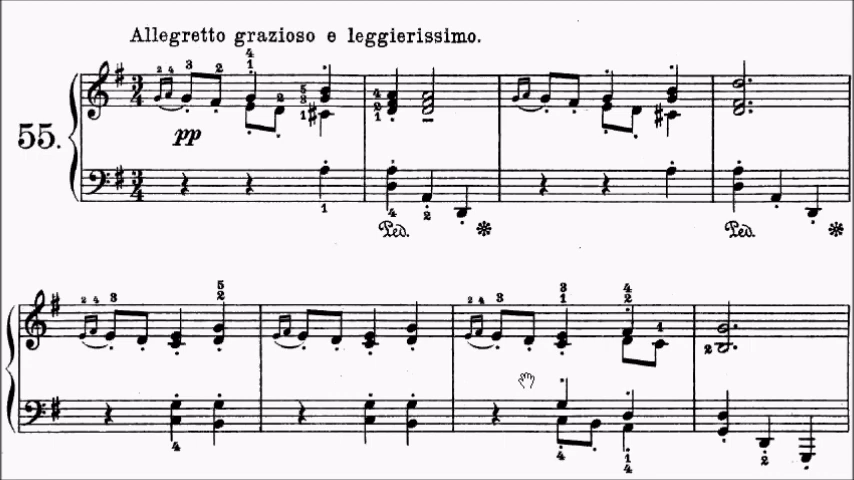 Allegretto grazioso e leggierissimo.
55.
pp
Ped.
Ped.